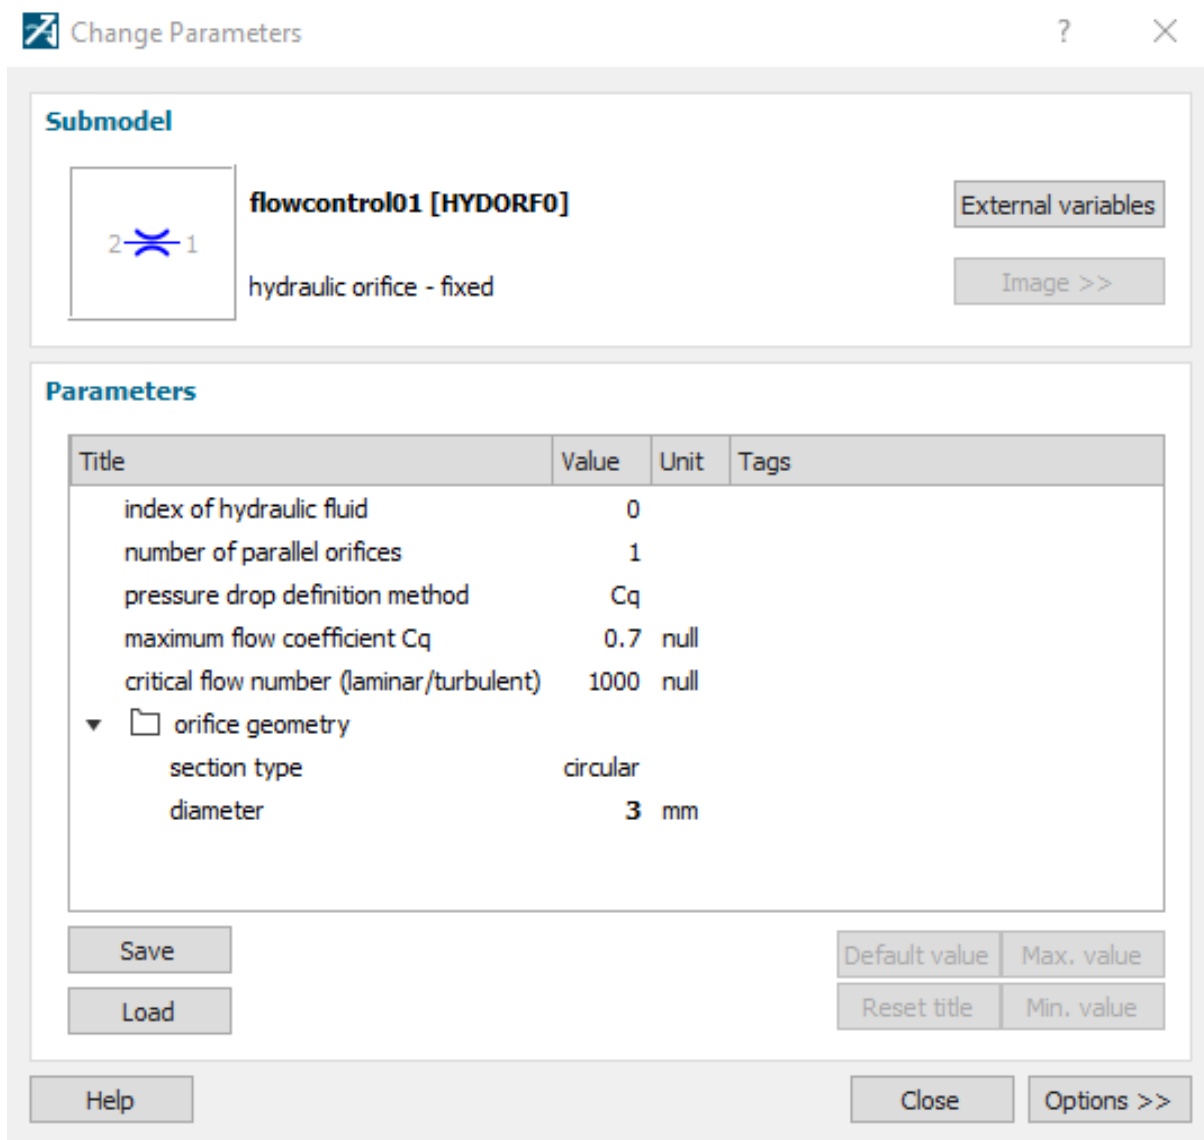 Change Parameters ?
Submodel
2 1
flowcontrol01 [HYDORF0]
hydraulic orifice - fixed
External variables
Image >>
Parameters
Title Value Unit Tags
index of hydraulic fluid 0
number of parallel orifices 1
pressure drop definition method Cq
maximum flow coefficient Cq 0.7 null
critical flow number (laminar/turbulent) 1000 null
orifice geometry
section type circular
diameter 3 mm
Save
Load
Default value Max. value
Reset title Min. value
Help Close Options >>